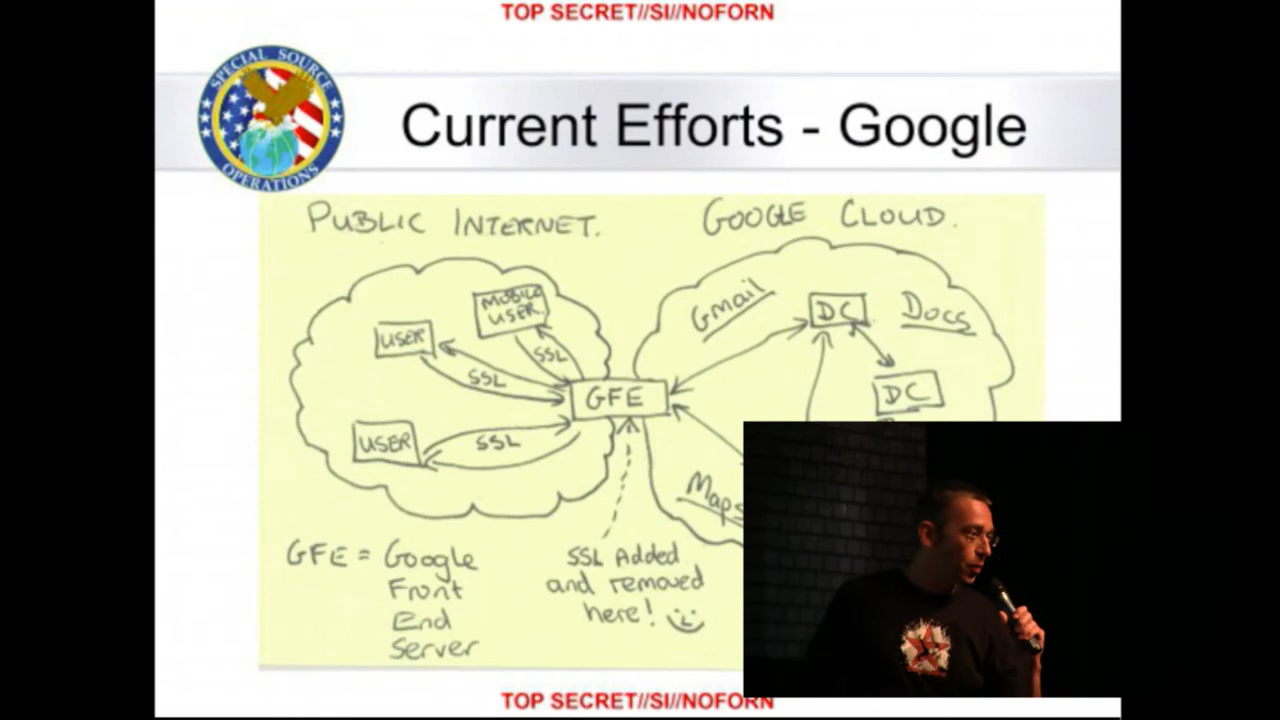 TOP SECRET//SI//NOFORN
SPECIAL SOURCE
OPERATIONS
Current Efforts - Google
PUBLIC INTERNET.
GOOGLE CLOUD.
MOBILE
USER
USER
SSL
SSL
USER
SSL
GFE
Gmail
DC
Docs
DC
Maps
GFE = Google
Front
End
Server
SSL Added
and removed
here!
TOP SECRET//SI//NOFORN